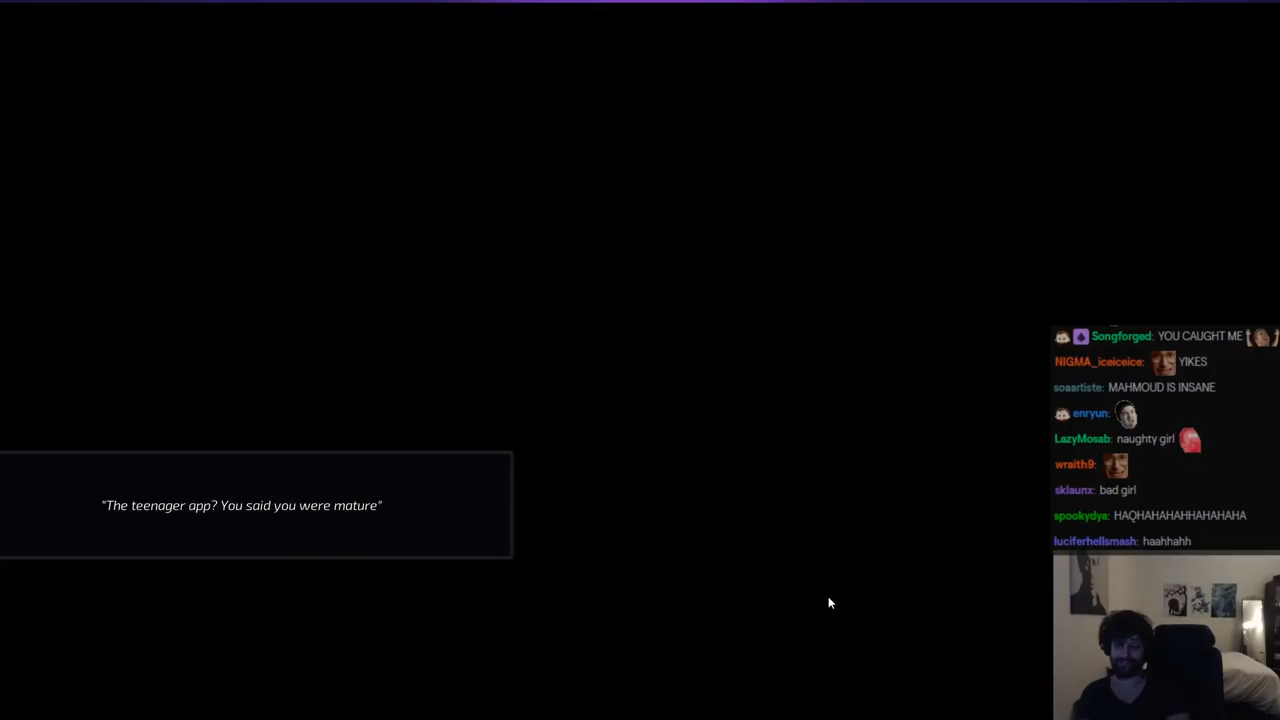 Songforged: YOU CAUGHT ME
NIGMA_iceiceice: YIKES
soaartiste: MAHMOUD IS INSANE
enryun:
LazyMosab: naughty girl
wraith9:
sklaunx: bad girl
"The teenager app? You said you were mature"
spookydya: HAQHAHAHAHHAHAHAHA
luciferhellsmash: haahhahh